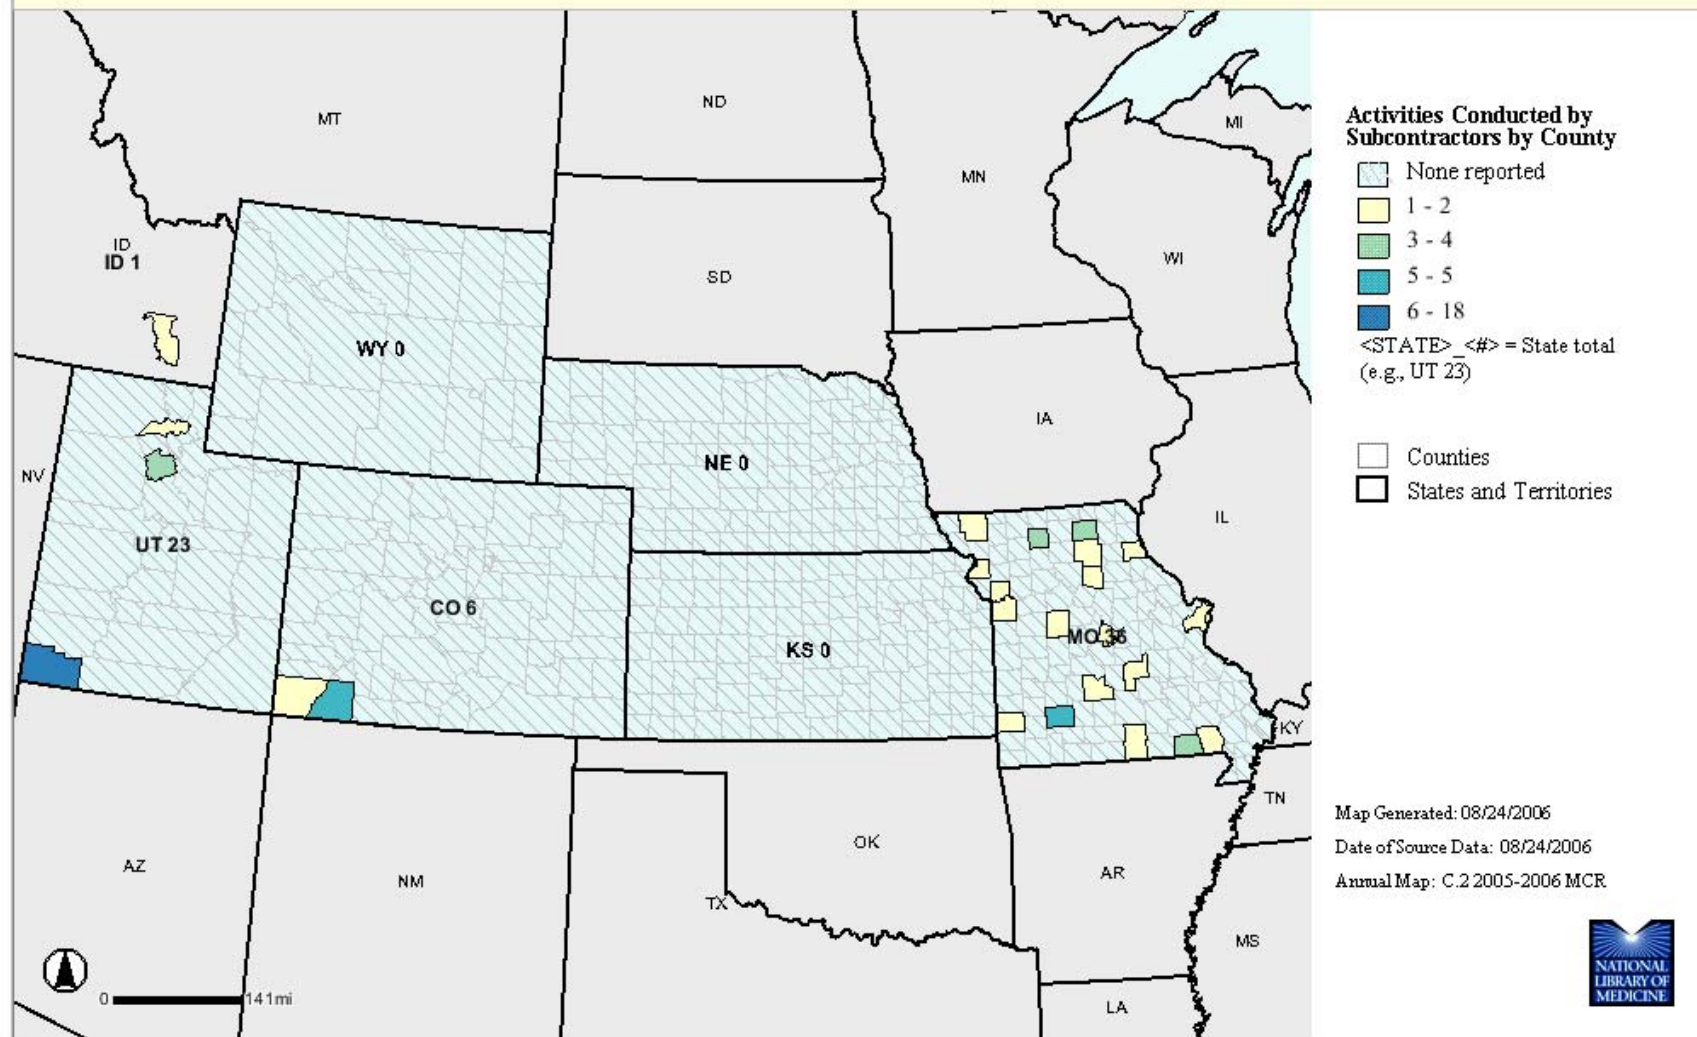 MT
ND
MN
MI
ID
ID 1
SD
WI
WY 0
IA
NE 0
NV
IL
UT 23
CO 6
KS 0
MO 36
KY
TN
OK
AZ
NM
AR
TX
MS
LA
0 141mi
Activities Conducted by
Subcontractors by County
None reported
1 - 2
3 - 4
5 - 5
6 - 18
<STATE>_<#> = State total
(e.g., UT 23)
Counties
States and Territories
Map Generated: 08/24/2006
Date of Source Data: 08/24/2006
Annual Map: C.2 2005-2006 MCR
NATIONAL
LIBRARY OF
MEDICINE